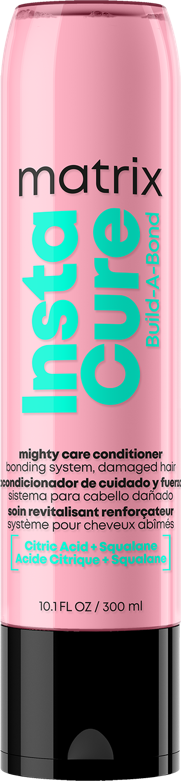 matrix
Insta
Cure
Build-A-Bond
mighty care conditioner
bonding system, damaged hair
acondicionador de cuidado y fuerza
sistema para cabello dañado
soin revitalisant renforçateur
système pour cheveux abîmés
[Citric Acid + Squalane
Acide Citrique + Squalane]
10.1 FL OZ / 300 ml